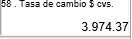 58 . Tasa de cambio $ cvs.
3.974.37